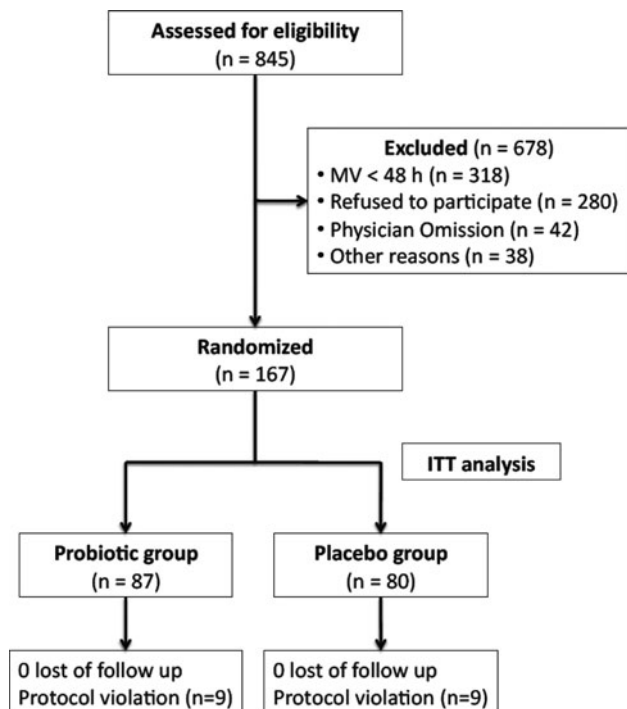 Assessed for eligibility
(n = 845)
Excluded (n = 678)
• MV < 48 h (n = 318)
• Refused to participate (n = 280)
• Physician Omission (n = 42)
• Other reasons (n = 38)
Randomized
(n = 167)
ITT analysis
Probiotic group
(n = 87)
Placebo group
(n = 80)
0 lost of follow up
Protocol violation (n=9)
0 lost of follow up
Protocol violation (n=9)